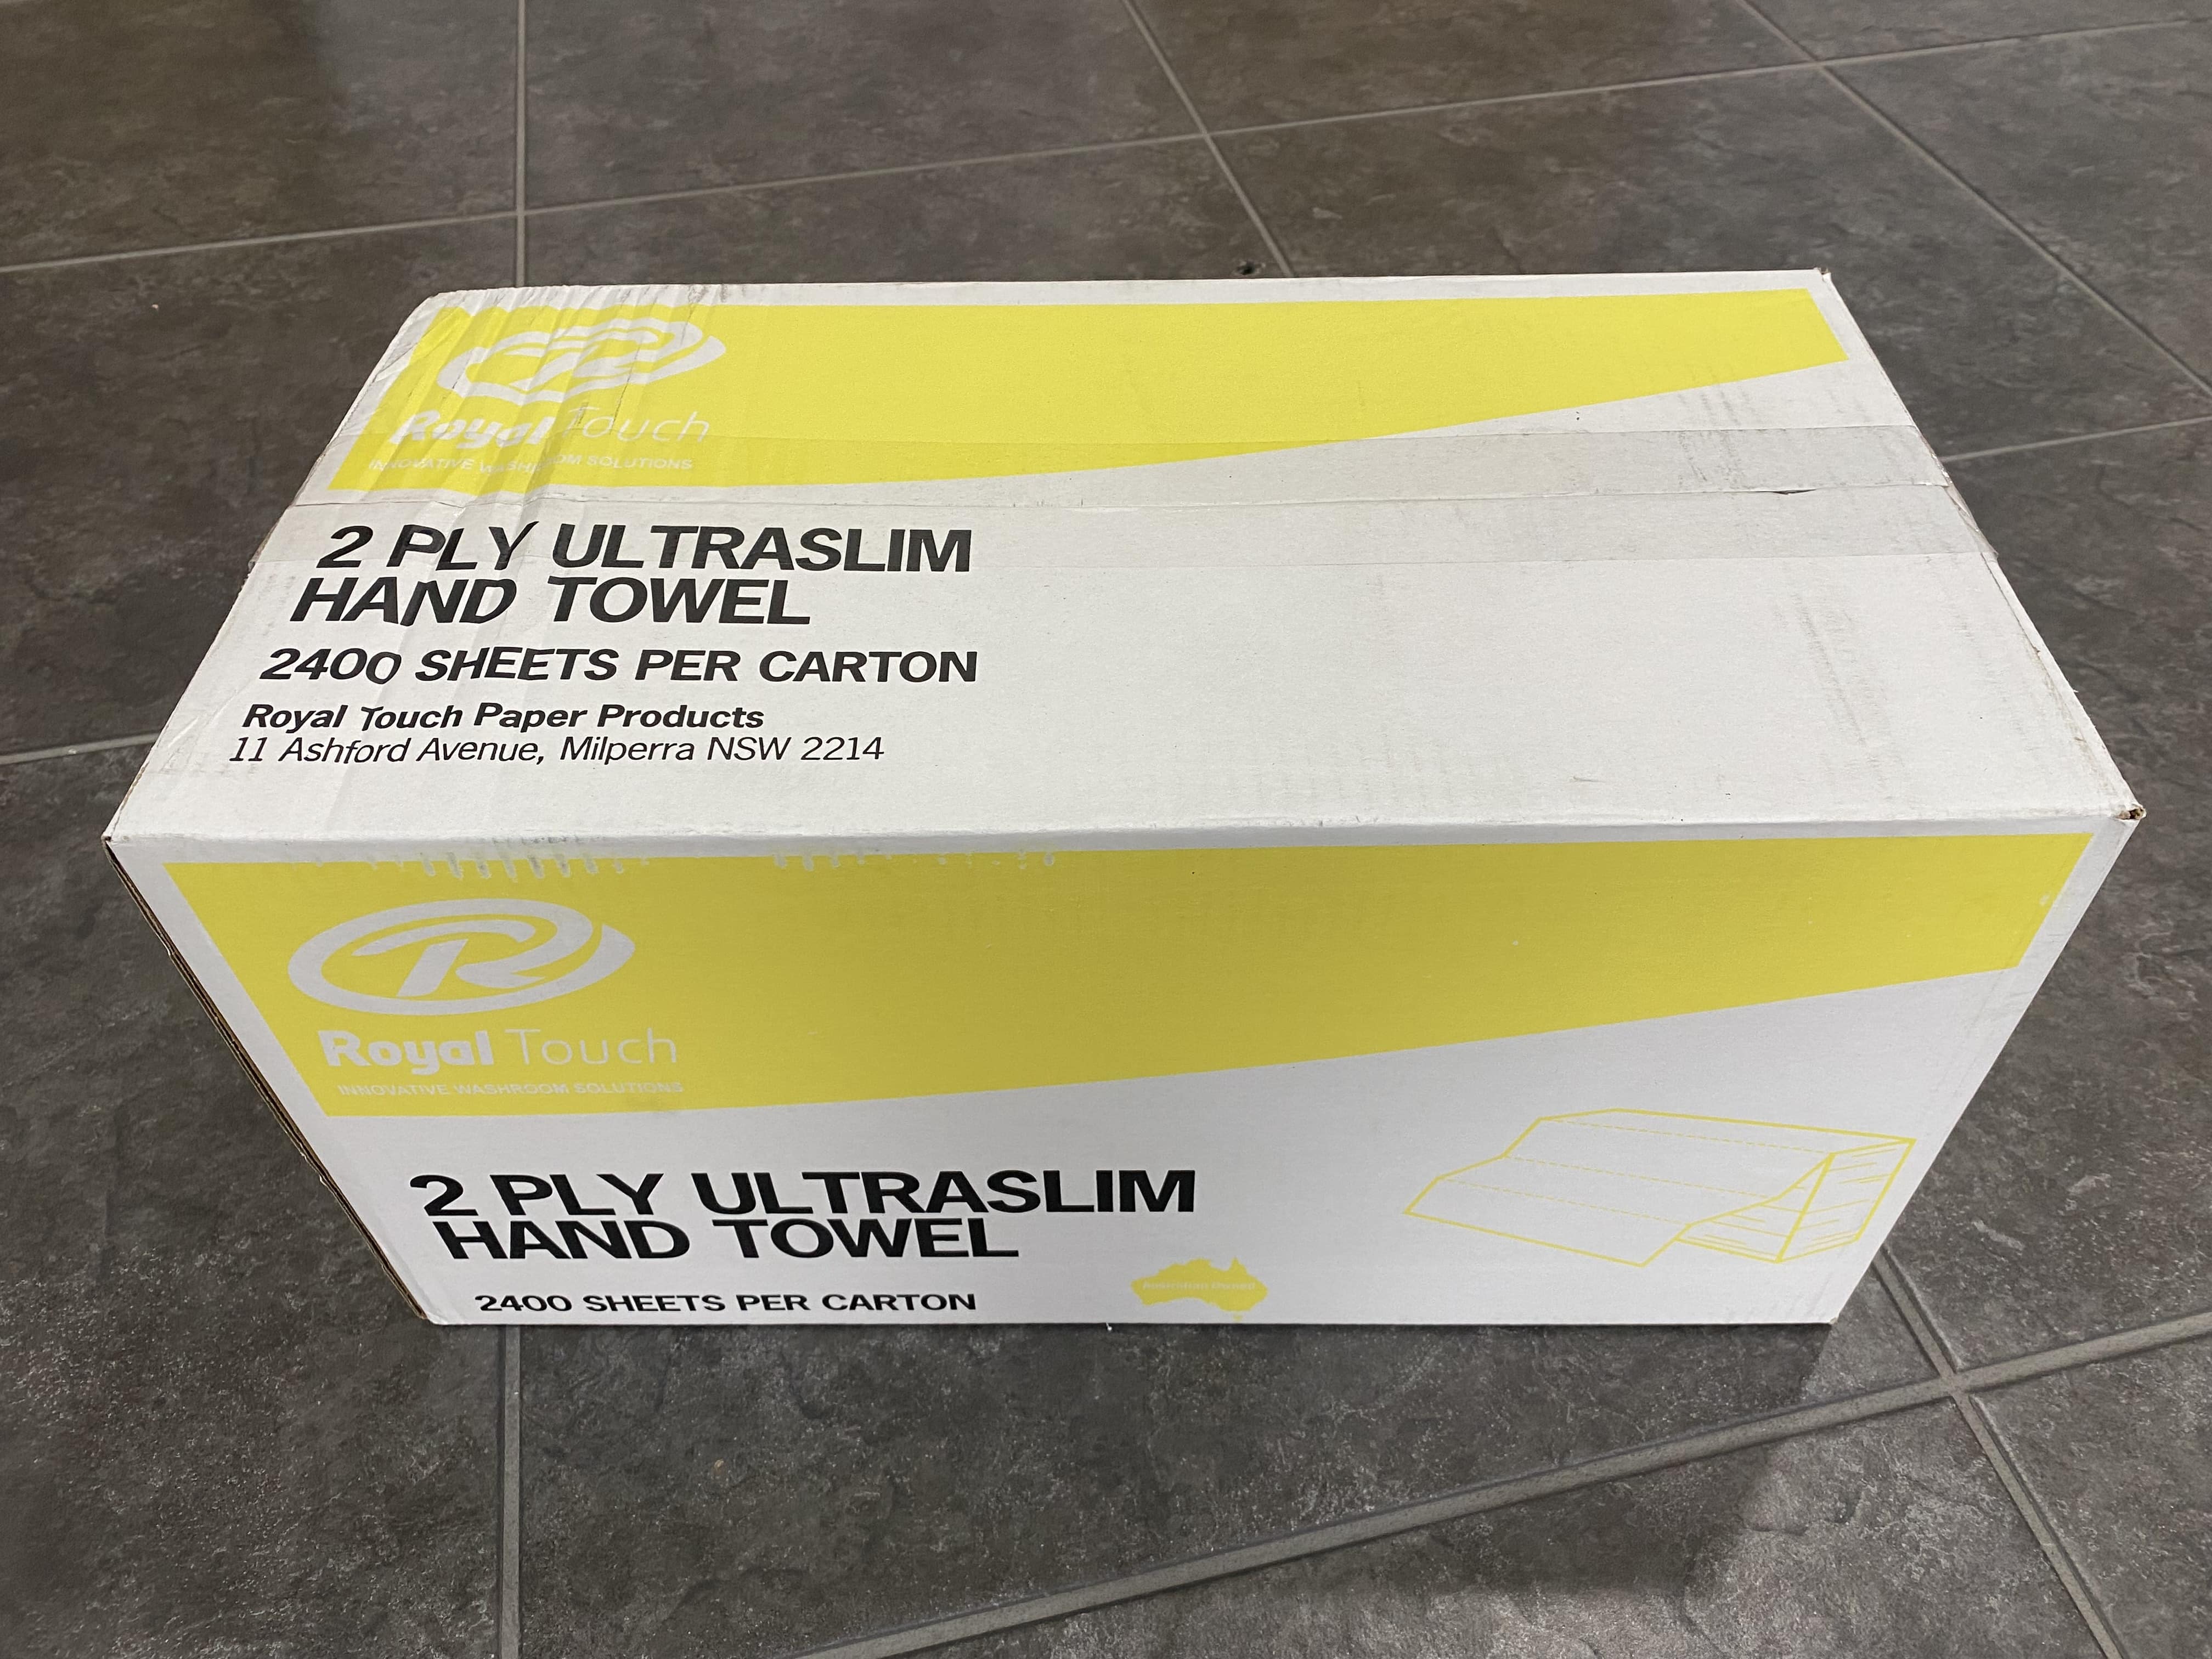 Royal Touch
INNOVATIVE WASHROOM SOLUTIONS
2 PLY ULTRASLIM
HAND TOWEL
2400 SHEETS PER CARTON
Royal Touch Paper Products
11 Ashford Avenue, Milperra NSW 2214
R
Royal Touch
INNOVATIVE WASHROOM SOLUTIONS
2 PLY ULTRASLIM
HAND TOWEL
2400 SHEETS PER CARTON
Australian Owned